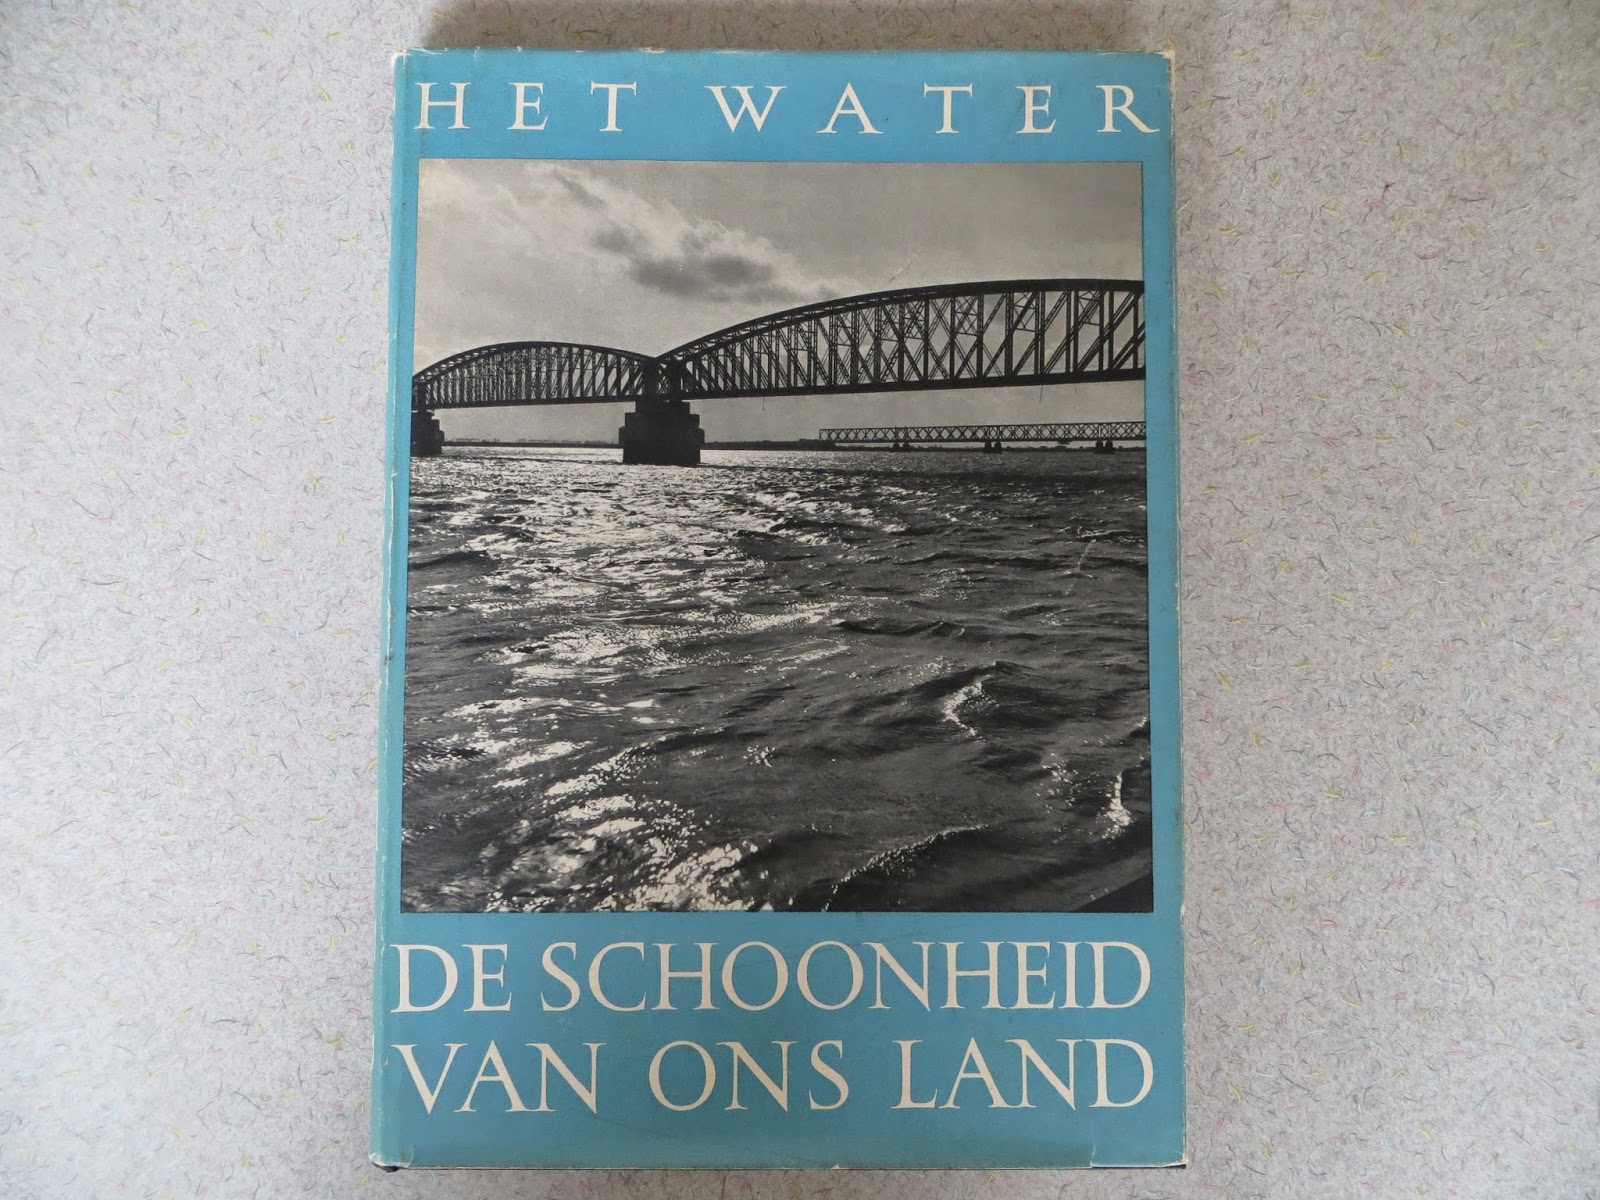 HET WATER
DE SCHOONHEID
VAN ONS LAND